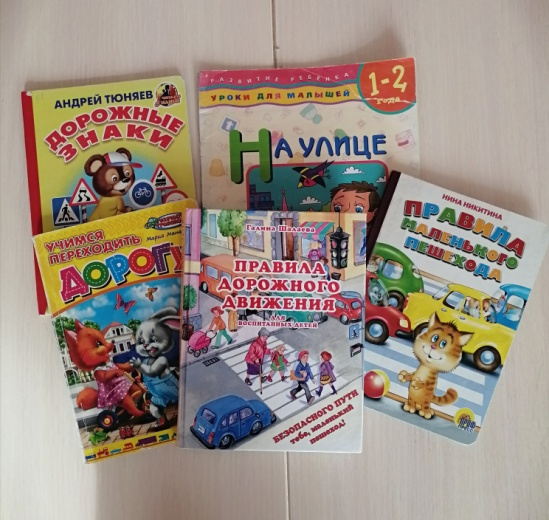 АНДРЕЙ ТЮНЯЕВ
ДОРОЖНЫЕ
ЗНАКИ
РАЗВИТИЕ РЕБЕНКА
УРОКИ ДЛЯ МАЛЫШЕЙ
1-2
года
НА УЛИЦЕ
УЧИМСЯ
ПЕРЕХОДИТЬ
Мария
ДОРОГУ
Галина Шалаева
ПРАВИЛА
ДОРОЖНОГО
ДВИЖЕНИЯ
ДЛЯ
ВОСПИТАННЫХ ДЕТЕЙ
БЕЗОПАСНОГО ПУТИ
тебе, маленький
пешеход!
НИНА НИКИТИНА
ПРАВИЛА
МАЛЕНЬКОГО
ПЕШЕХОДА